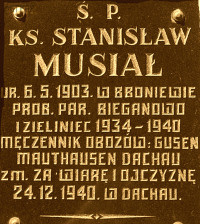 Ś. P.
KS. STANISŁAW
MUSIAŁ
UR. 6.5.1903. W BRONIEWIE
PROB. PAR. BIEGANOWO
I ZIELINIEC 1934-1940
MĘCZENNIK OBOZÓW: GUSEN
MAUTHAUSEN DACHAU
ZM. ZA WIARĘ I OJCZYZNĘ
24.12.1940. W DACHAU.